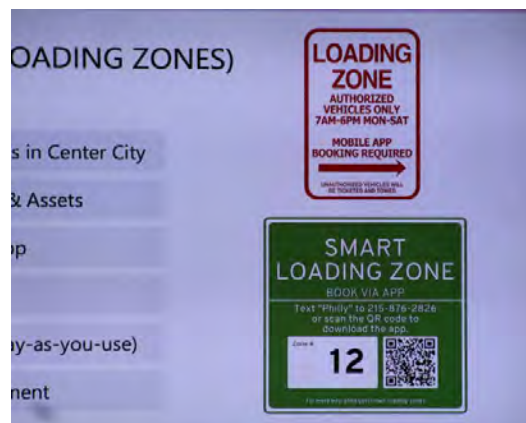 OADING ZONES)
s in Center City
& Assets
op
y-as-you-use)
ment
LOADING
ZONE
AUTHORIZED
VEHICLES ONLY
7AM-6PM MON-SAT
MOBILE APP
BOOKING REQUIRED
UNAUTHORIZED VEHICLES WILL
BE TICKETED AND TOWED
SMART
LOADING ZONE
BOOK VIA APP
Text "Philly" to 215-876-2826
or scan the QR code to
download the app.
Zone #
12